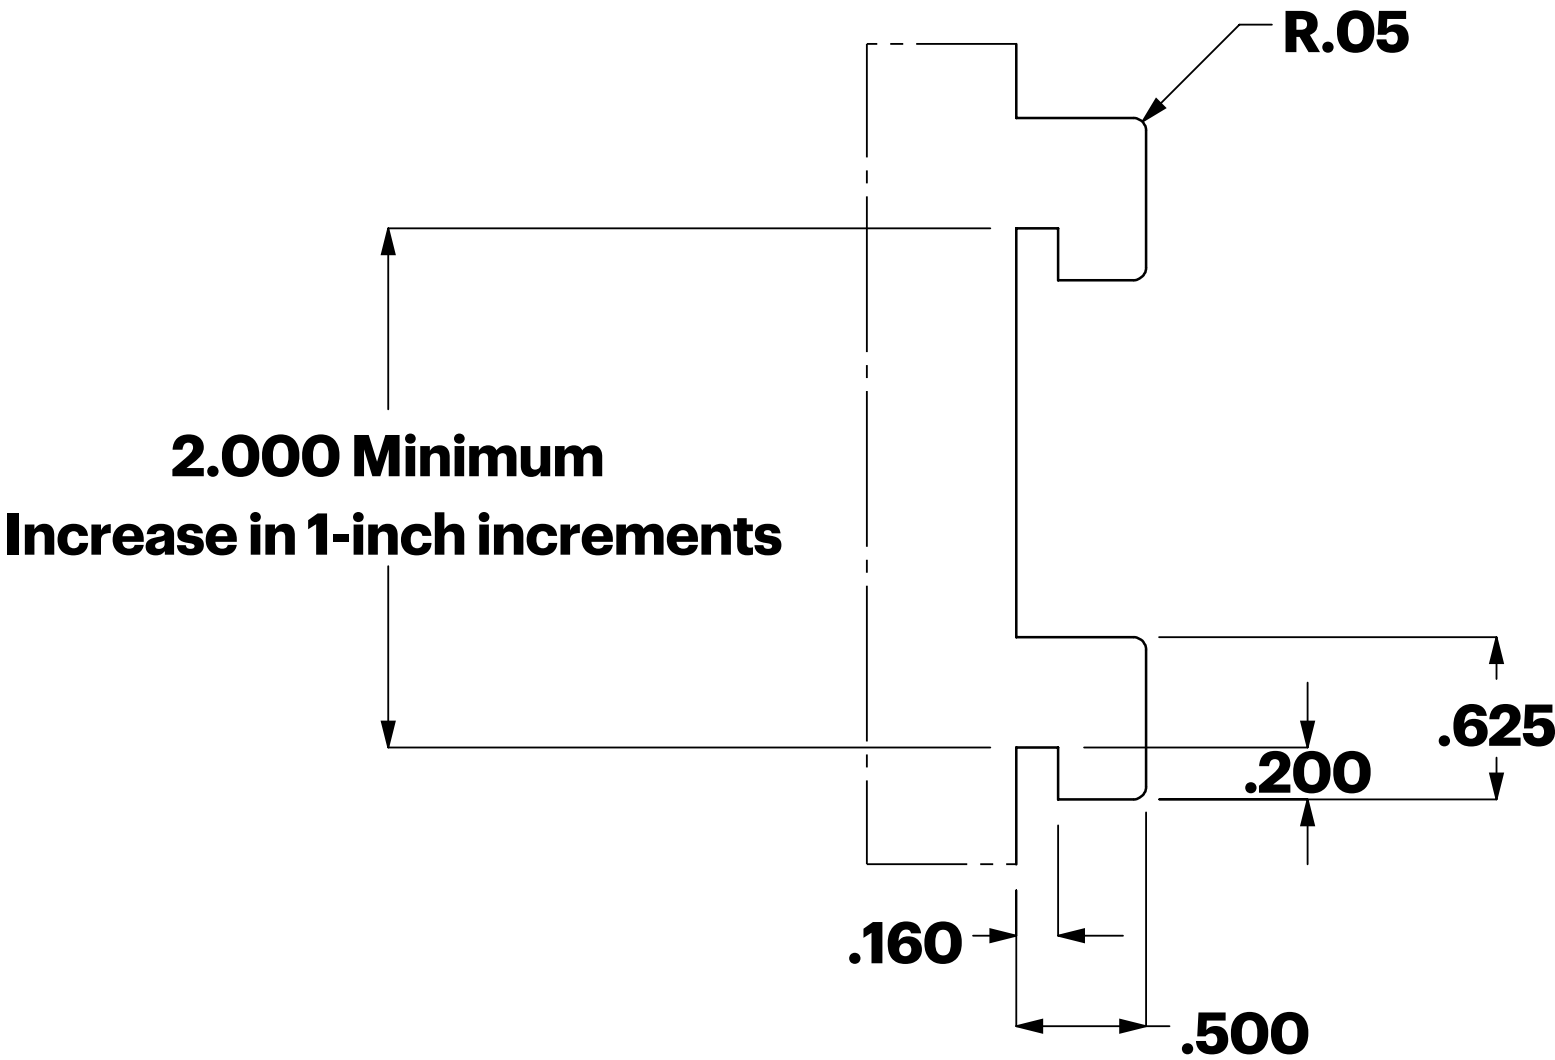 R.05
2.000 Minimum
Increase in 1-inch increments
.625
.200
.160
.500